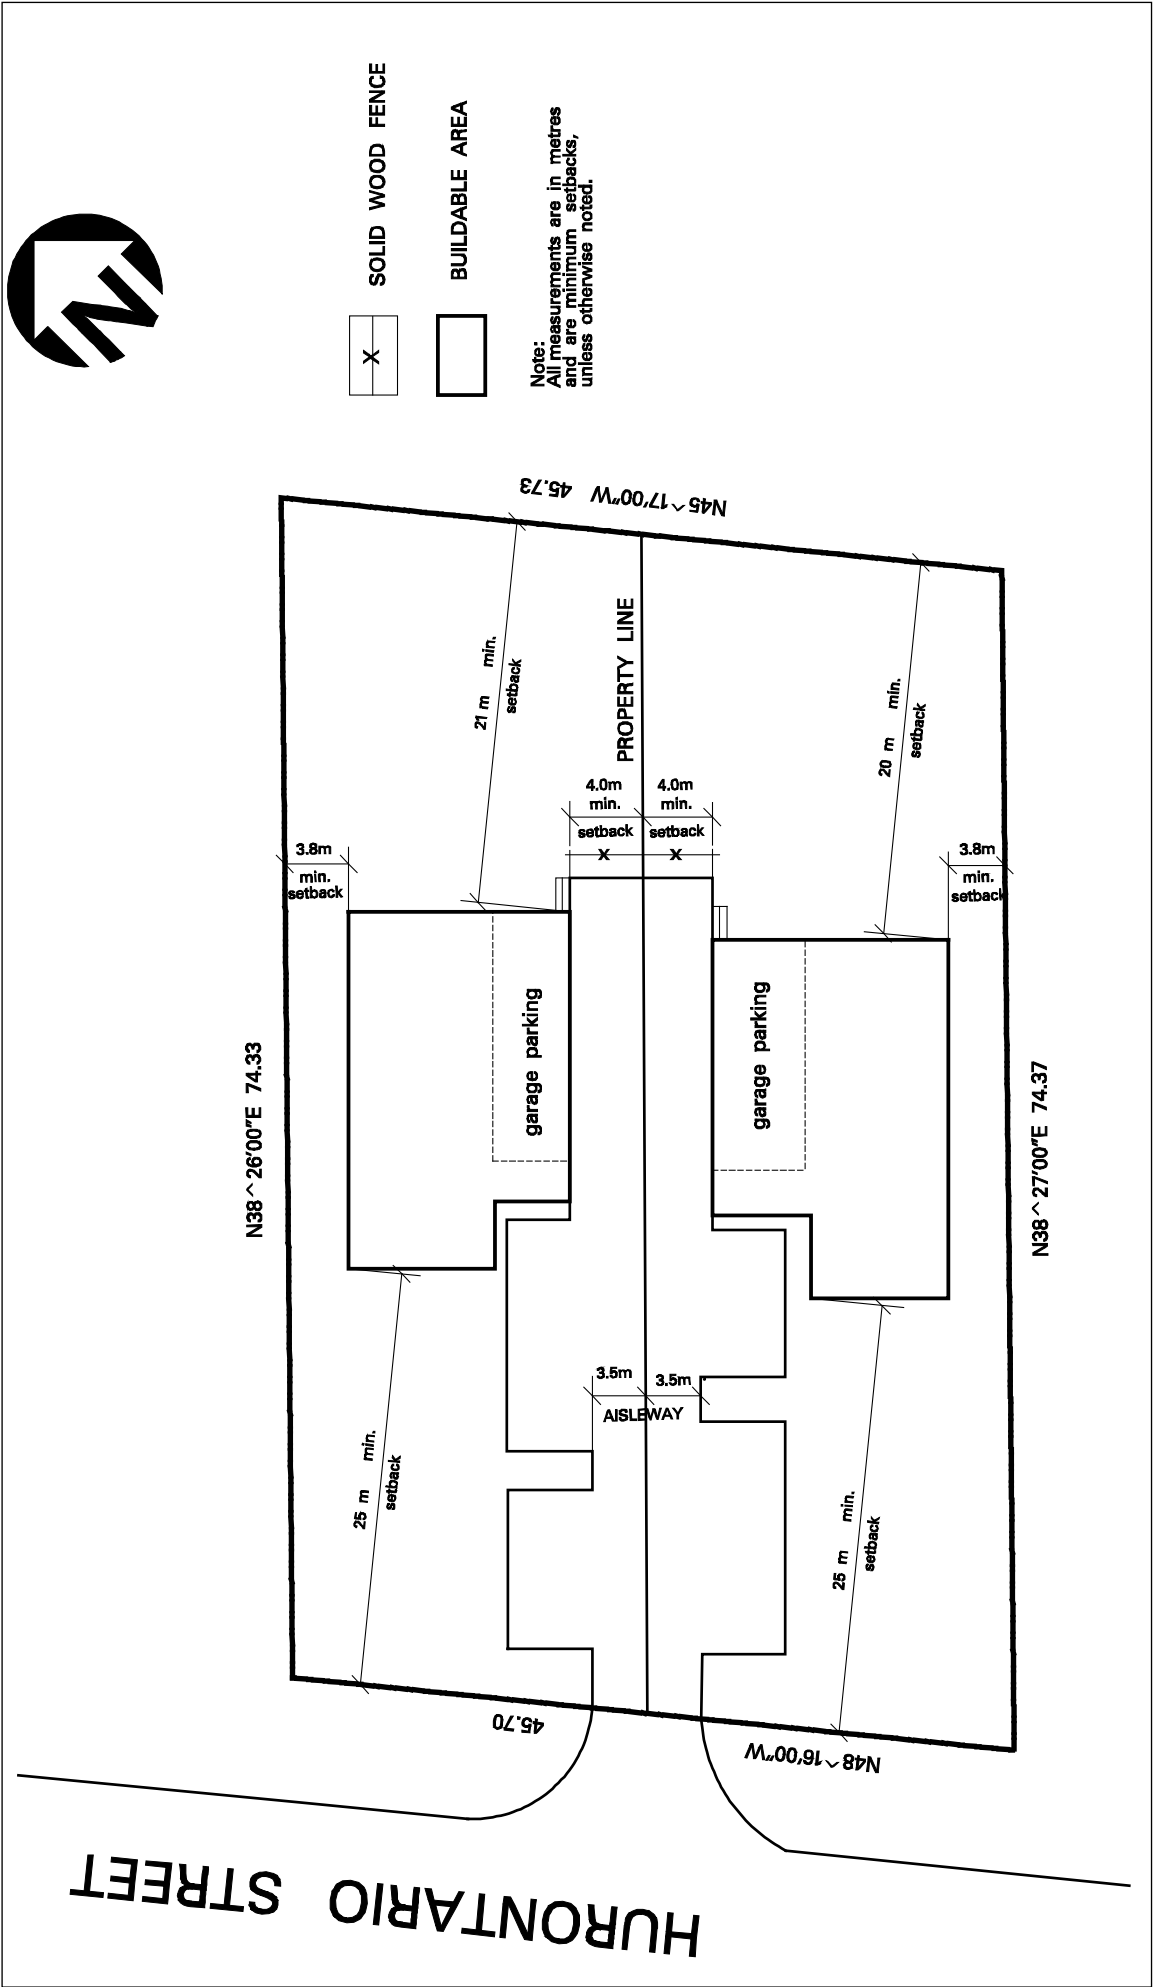 N
SOLID WOOD FENCE
X
BUILDABLE AREA
Note:
All measurements are in metres
and are minimum setbacks,
unless otherwise noted.
N45^17'00"W 45.73
21 m min.
setback
PROPERTY LINE
20 m min.
setback
4.0m
min.
setback
4.0m
min.
setback
X
X
3.8m
min.
setback
3.8m
min.
setback
garage parking
garage parking
N38^26'00"E 74.33
N38^27'00"E 74.37
3.5m
3.5m
AISLEWAY
25 m min.
setback
25 m min.
setback
45.70
N48^16'00"W
HURONTARIO STREET